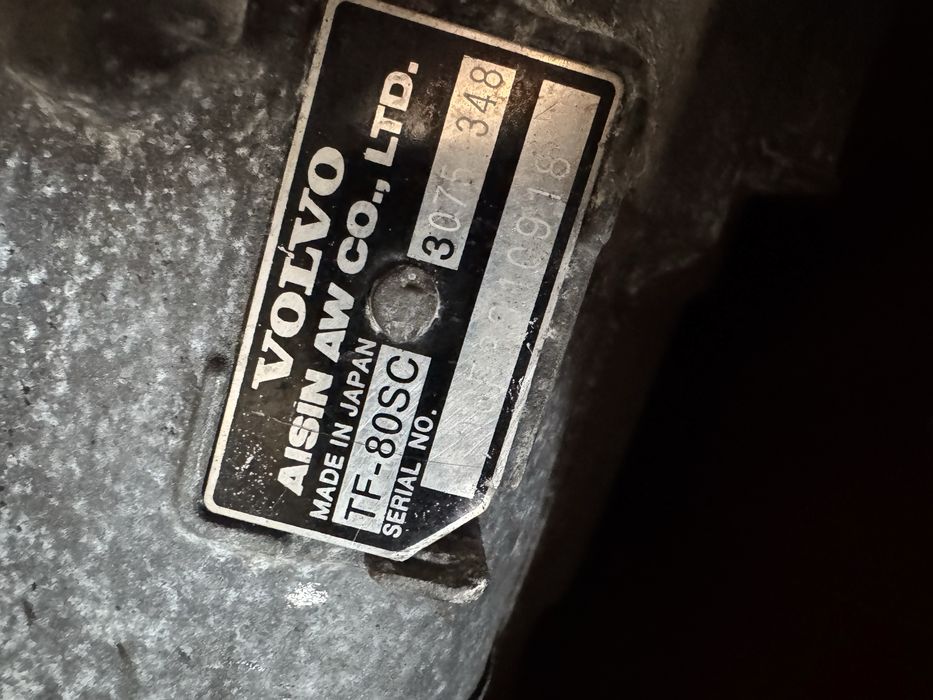 VOLVO
AISIN AW CO., LTD.
MADE IN JAPAN
TF-80SC 3075 348
SERIAL NO.